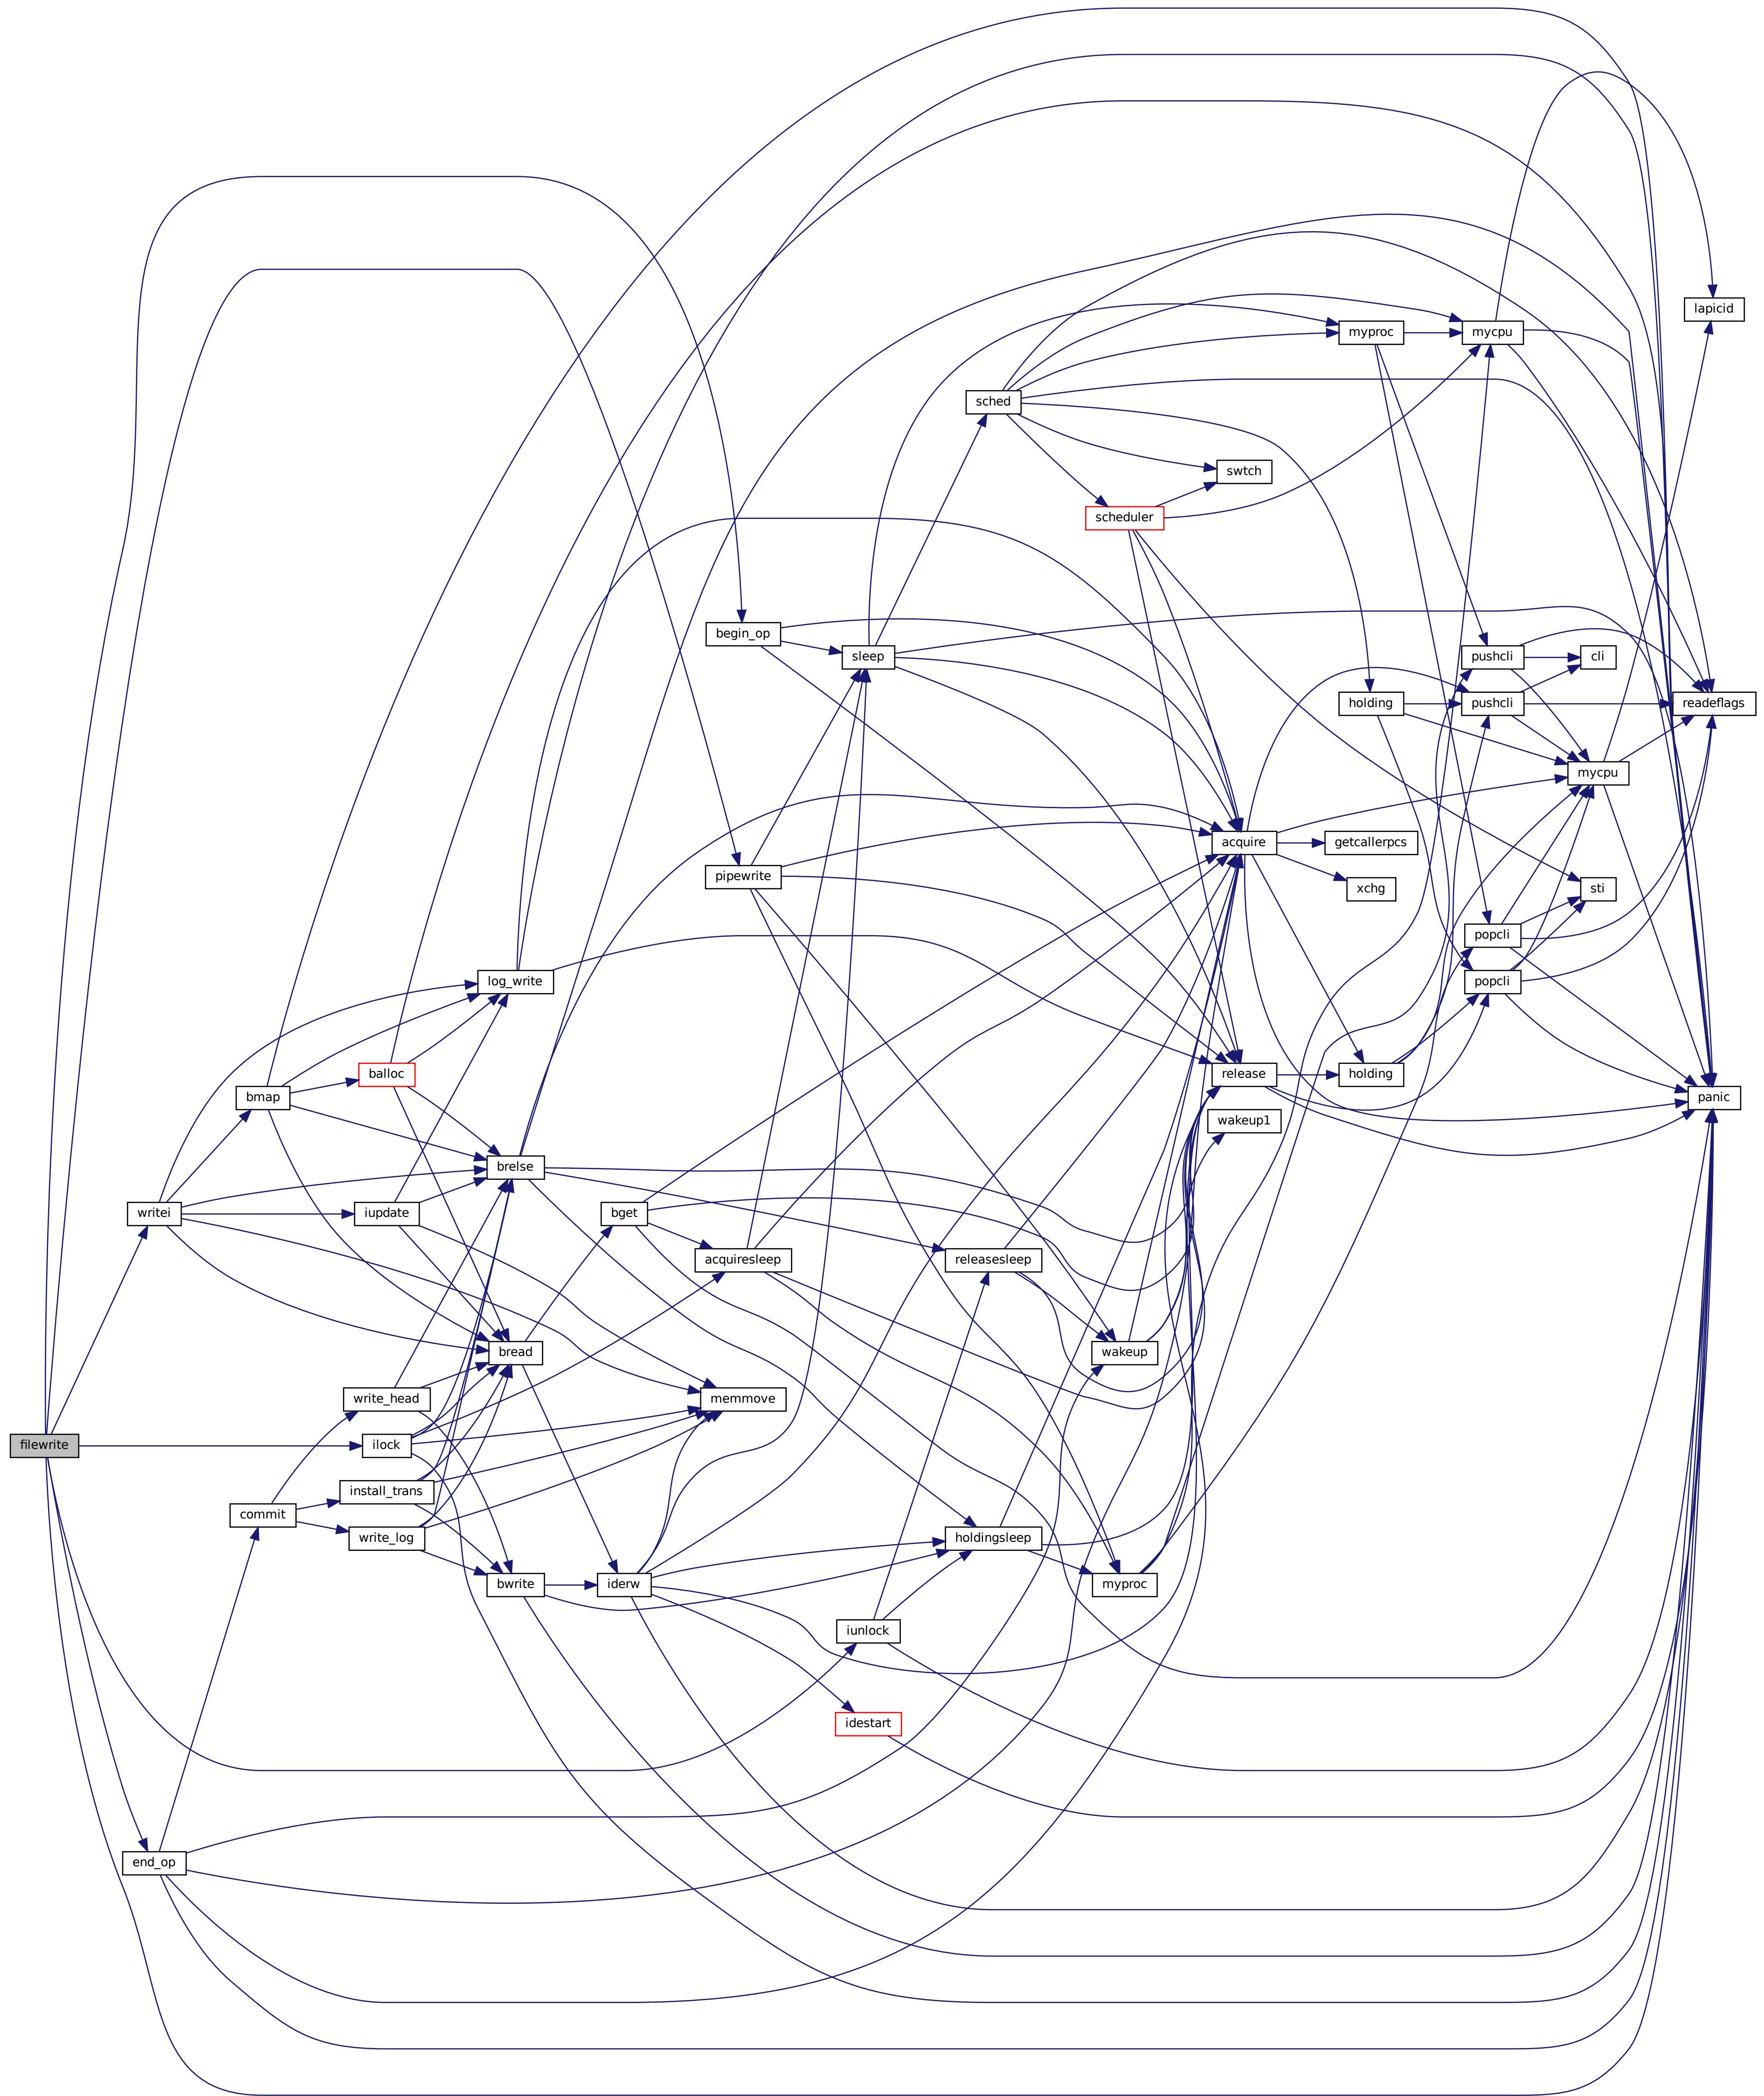 lapicid
myproc
mycpu
sched
swtch
scheduler
begin_op
sleep
pushcli
cli
holding
pushcli
readeflags
mycpu
acquire
getcallerpcs
pipewrite
xchg
sti
popcli
log_write
popcli
balloc
release
holding
bmap
panic
wakeup1
brelse
writei
iupdate
bget
acquiresleep
releasesleep
bread
wakeup
write_head
memmove
filewrite
ilock
install_trans
commit
write_log
holdingsleep
bwrite
iderw
myproc
iunlock
idestart
end_op